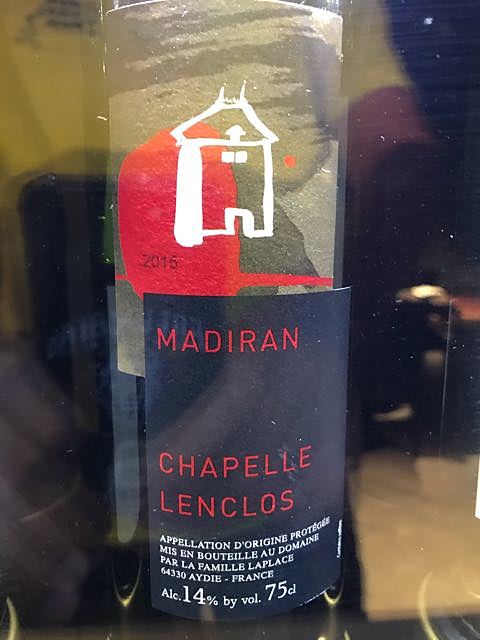 2015
MADIRAN
CHAPELLE
LENCLOS
APPELLATION D'ORIGINE PROTÉGÉE
MIS EN BOUTEILLE AU DOMAINE
PAR LA FAMILLE LAPLACE
64330 AYDIE - FRANCE
Alc.14% by vol. 75cl